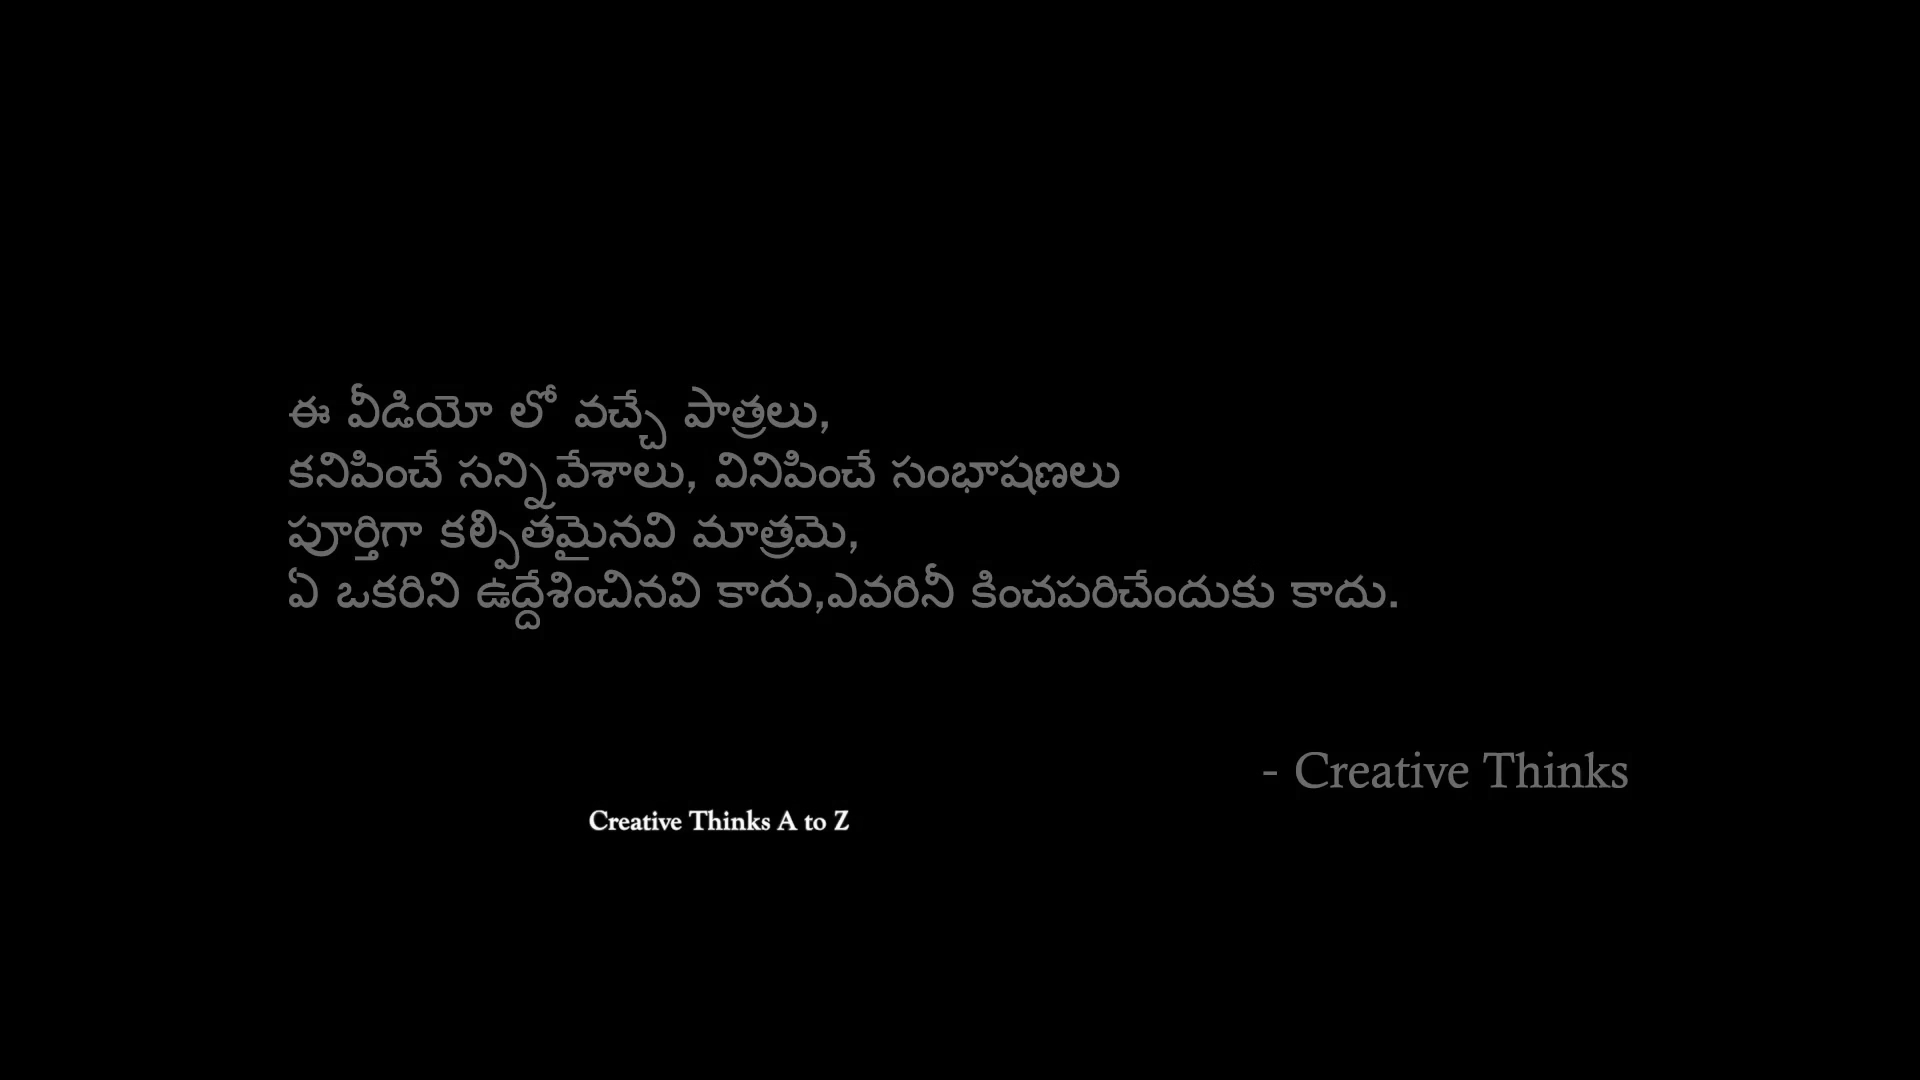 ఈ వీడియో లో వచ్చే పాత్రలు,
కనిపించే సన్నివేశాలు, వినిపించే సంభాషణలు
పూర్తిగా కల్పితమైనవి మాత్రమె,
ఏ ఒకరిని ఉద్దేశించినవి కాదు,ఎవరినీ కించపరిచేందుకు కాదు.
- Creative Thinks
Creative Thinks A to Z